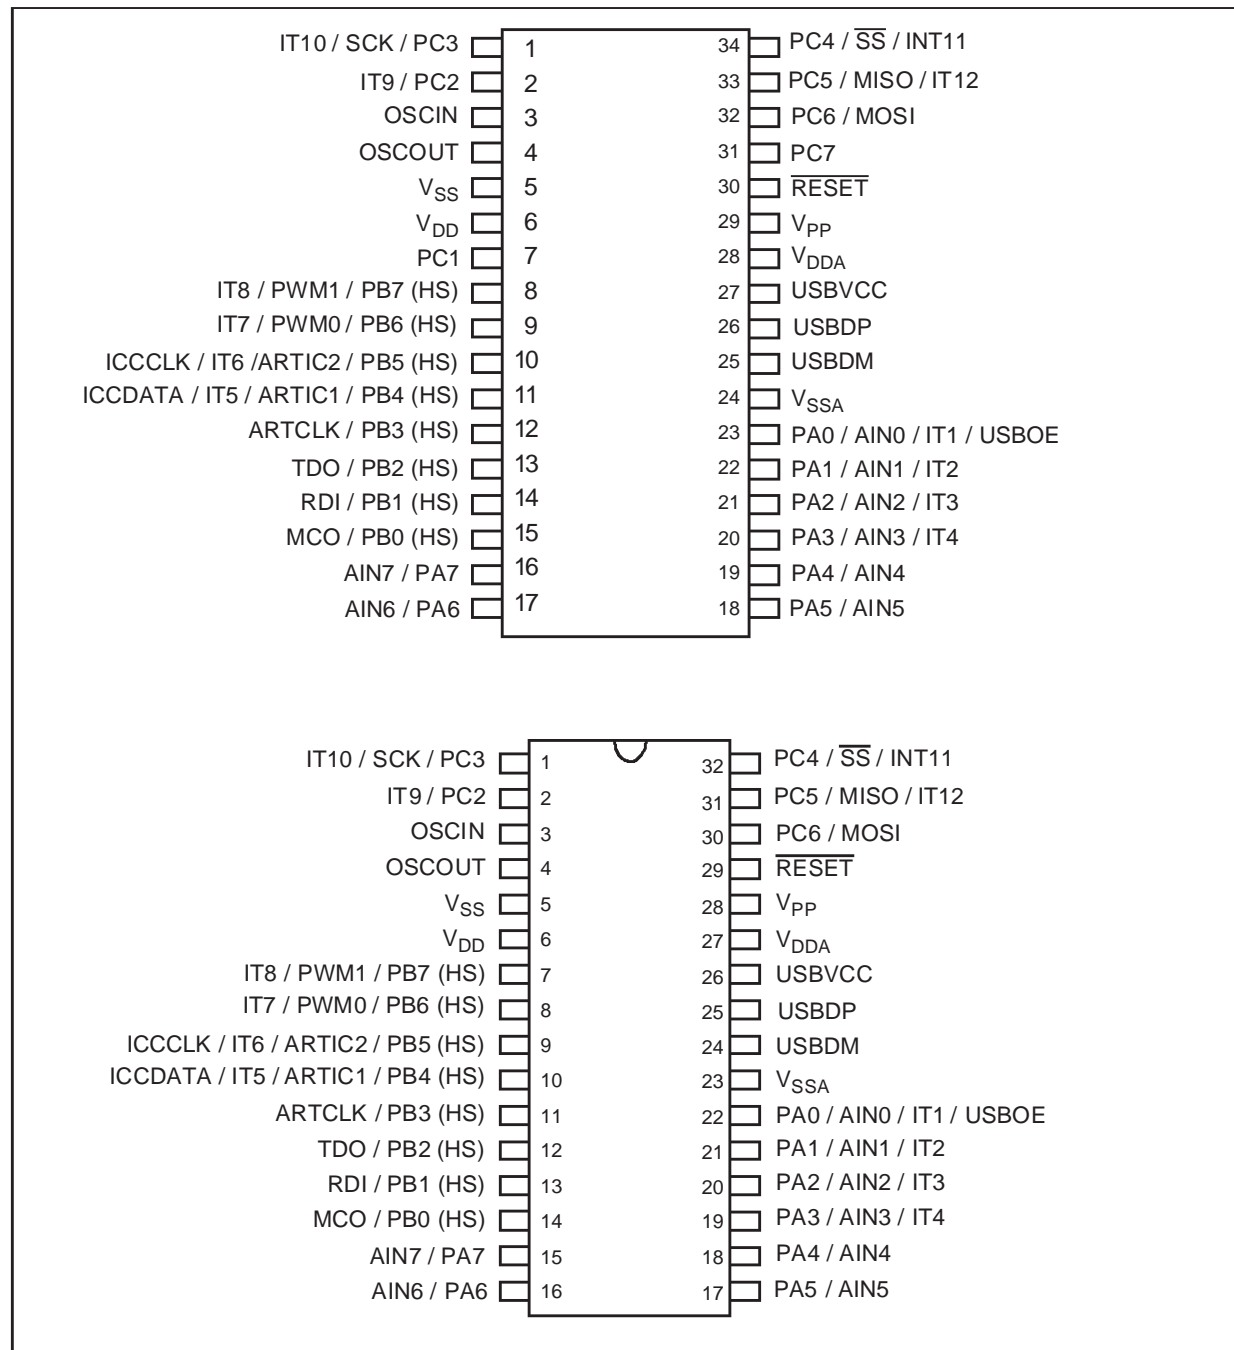 IT10 / SCK / PC3 1 34 PC4 / SS / INT11
IT9 / PC2 2 33 PC5 / MISO / IT12
OSCIN 3 32 PC6 / MOSI
OSCOUT 4 31 PC7
VSS 5 30 RESET
VDD 6 29 VPP
PC1 7 28 VDDA
IT8 / PWM1 / PB7 (HS) 8 27 USBVCC
IT7 / PWM0 / PB6 (HS) 9 26 USBDP
ICCCLK / IT6 /ARTIC2 / PB5 (HS) 10 25 USBDM
ICCDATA / IT5 / ARTIC1 / PB4 (HS) 11 24 VSSA
ARTCLK / PB3 (HS) 12 23 PA0 / AIN0 / IT1 / USBOE
TDO / PB2 (HS) 13 22 PA1 / AIN1 / IT2
RDI / PB1 (HS) 14 21 PA2 / AIN2 / IT3
MCO / PB0 (HS) 15 20 PA3 / AIN3 / IT4
AIN7 / PA7 16 19 PA4 / AIN4
AIN6 / PA6 17 18 PA5 / AIN5
IT10 / SCK / PC3 1 32 PC4 / SS / INT11
IT9 / PC2 2 31 PC5 / MISO / IT12
OSCIN 3 30 PC6 / MOSI
OSCOUT 4 29 RESET
VSS 5 28 VPP
VDD 6 27 VDDA
IT8 / PWM1 / PB7 (HS) 7 26 USBVCC
IT7 / PWM0 / PB6 (HS) 8 25 USBDP
ICCCLK / IT6 / ARTIC2 / PB5 (HS) 9 24 USBDM
ICCDATA / IT5 / ARTIC1 / PB4 (HS) 10 23 VSSA
ARTCLK / PB3 (HS) 11 22 PA0 / AIN0 / IT1 / USBOE
TDO / PB2 (HS) 12 21 PA1 / AIN1 / IT2
RDI / PB1 (HS) 13 20 PA2 / AIN2 / IT3
MCO / PB0 (HS) 14 19 PA3 / AIN3 / IT4
AIN7 / PA7 15 18 PA4 / AIN4
AIN6 / PA6 16 17 PA5 / AIN5